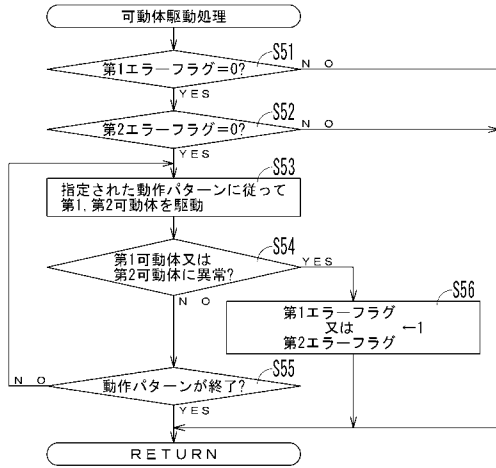 可動体駆動処理
S51
第1エラーフラグ=0?
NO
YES
S52
第2エラーフラグ=0?
NO
YES
S53
指定された動作パターンに従って
第1,第2可動体を駆動
S54
第1可動体又は
第2可動体に異常?
YES
NO
S56
第1エラーフラグ
又は ←1
第2エラーフラグ
S55
動作パターンが終了?
NO
YES
RETURN